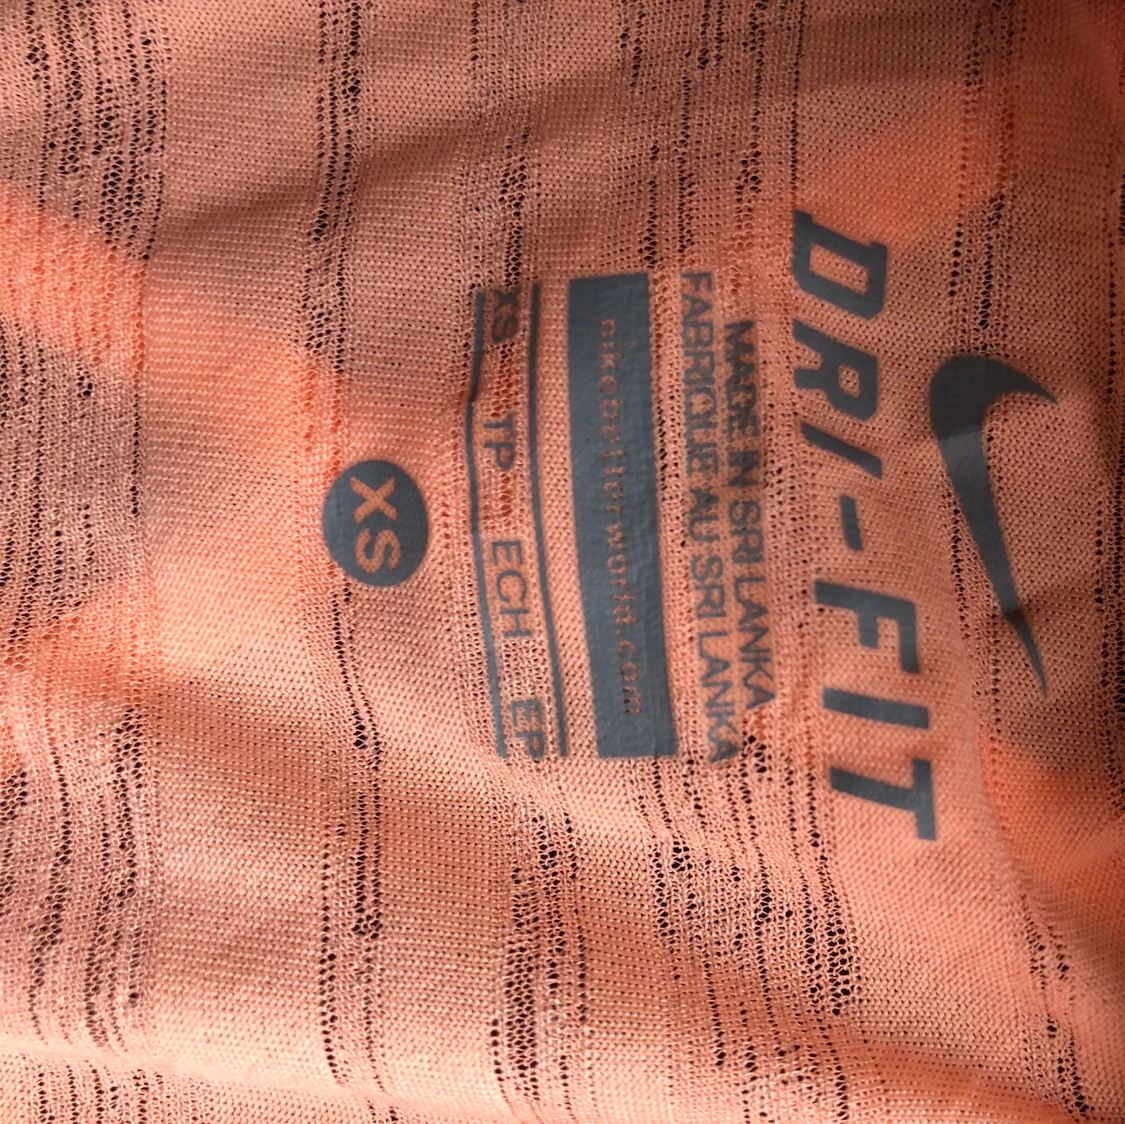 DRI-FIT
MADE IN SRI LANKA
FABRIQUE AU SRI LANKA
nikebetterworld.com
XS TP ECH EP
XS